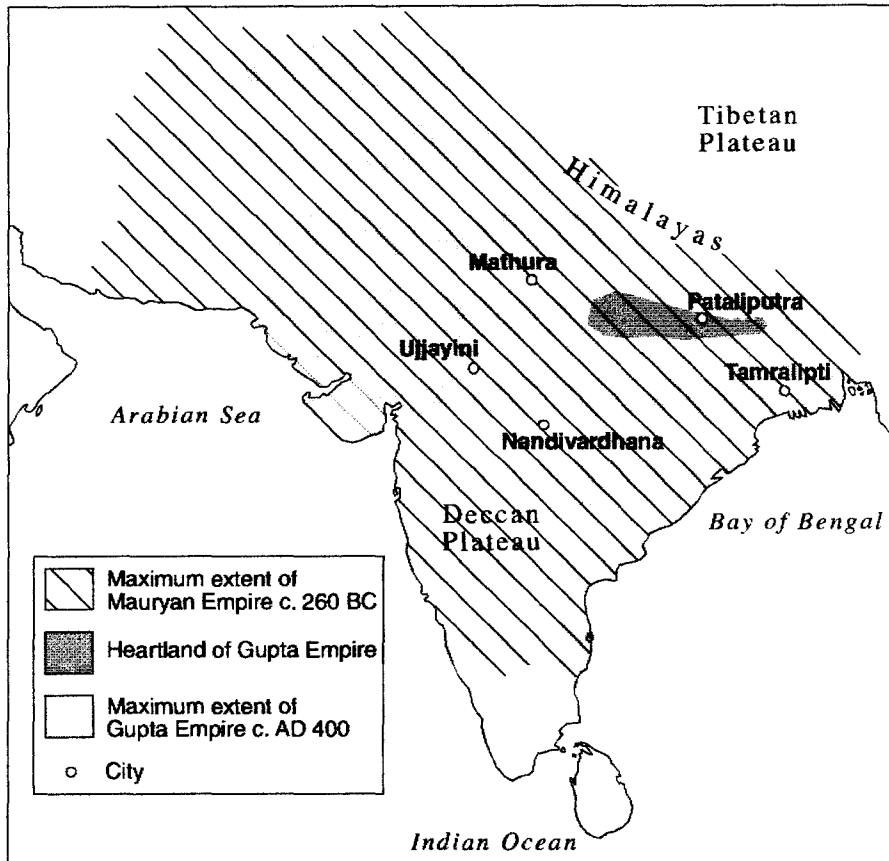 Tibetan
Plateau
Himalayas
Mathura
Pataliputra
Ujjayini
Tamralipti
Arabian Sea
Nandivardhana
Deccan
Plateau
Bay of Bengal
Maximum extent of
Mauryan Empire c. 260 BC
Heartland of Gupta Empire
Maximum extent of
Gupta Empire c. AD 400
City
Indian Ocean